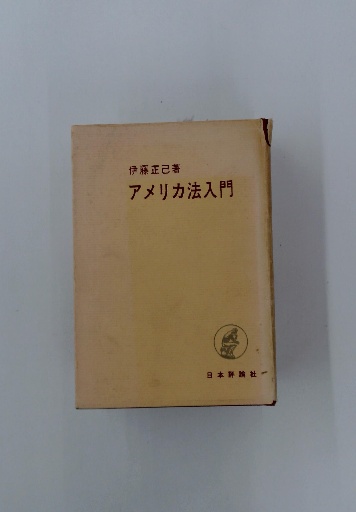 伊藤正己著
アメリカ法入門
日本評論社